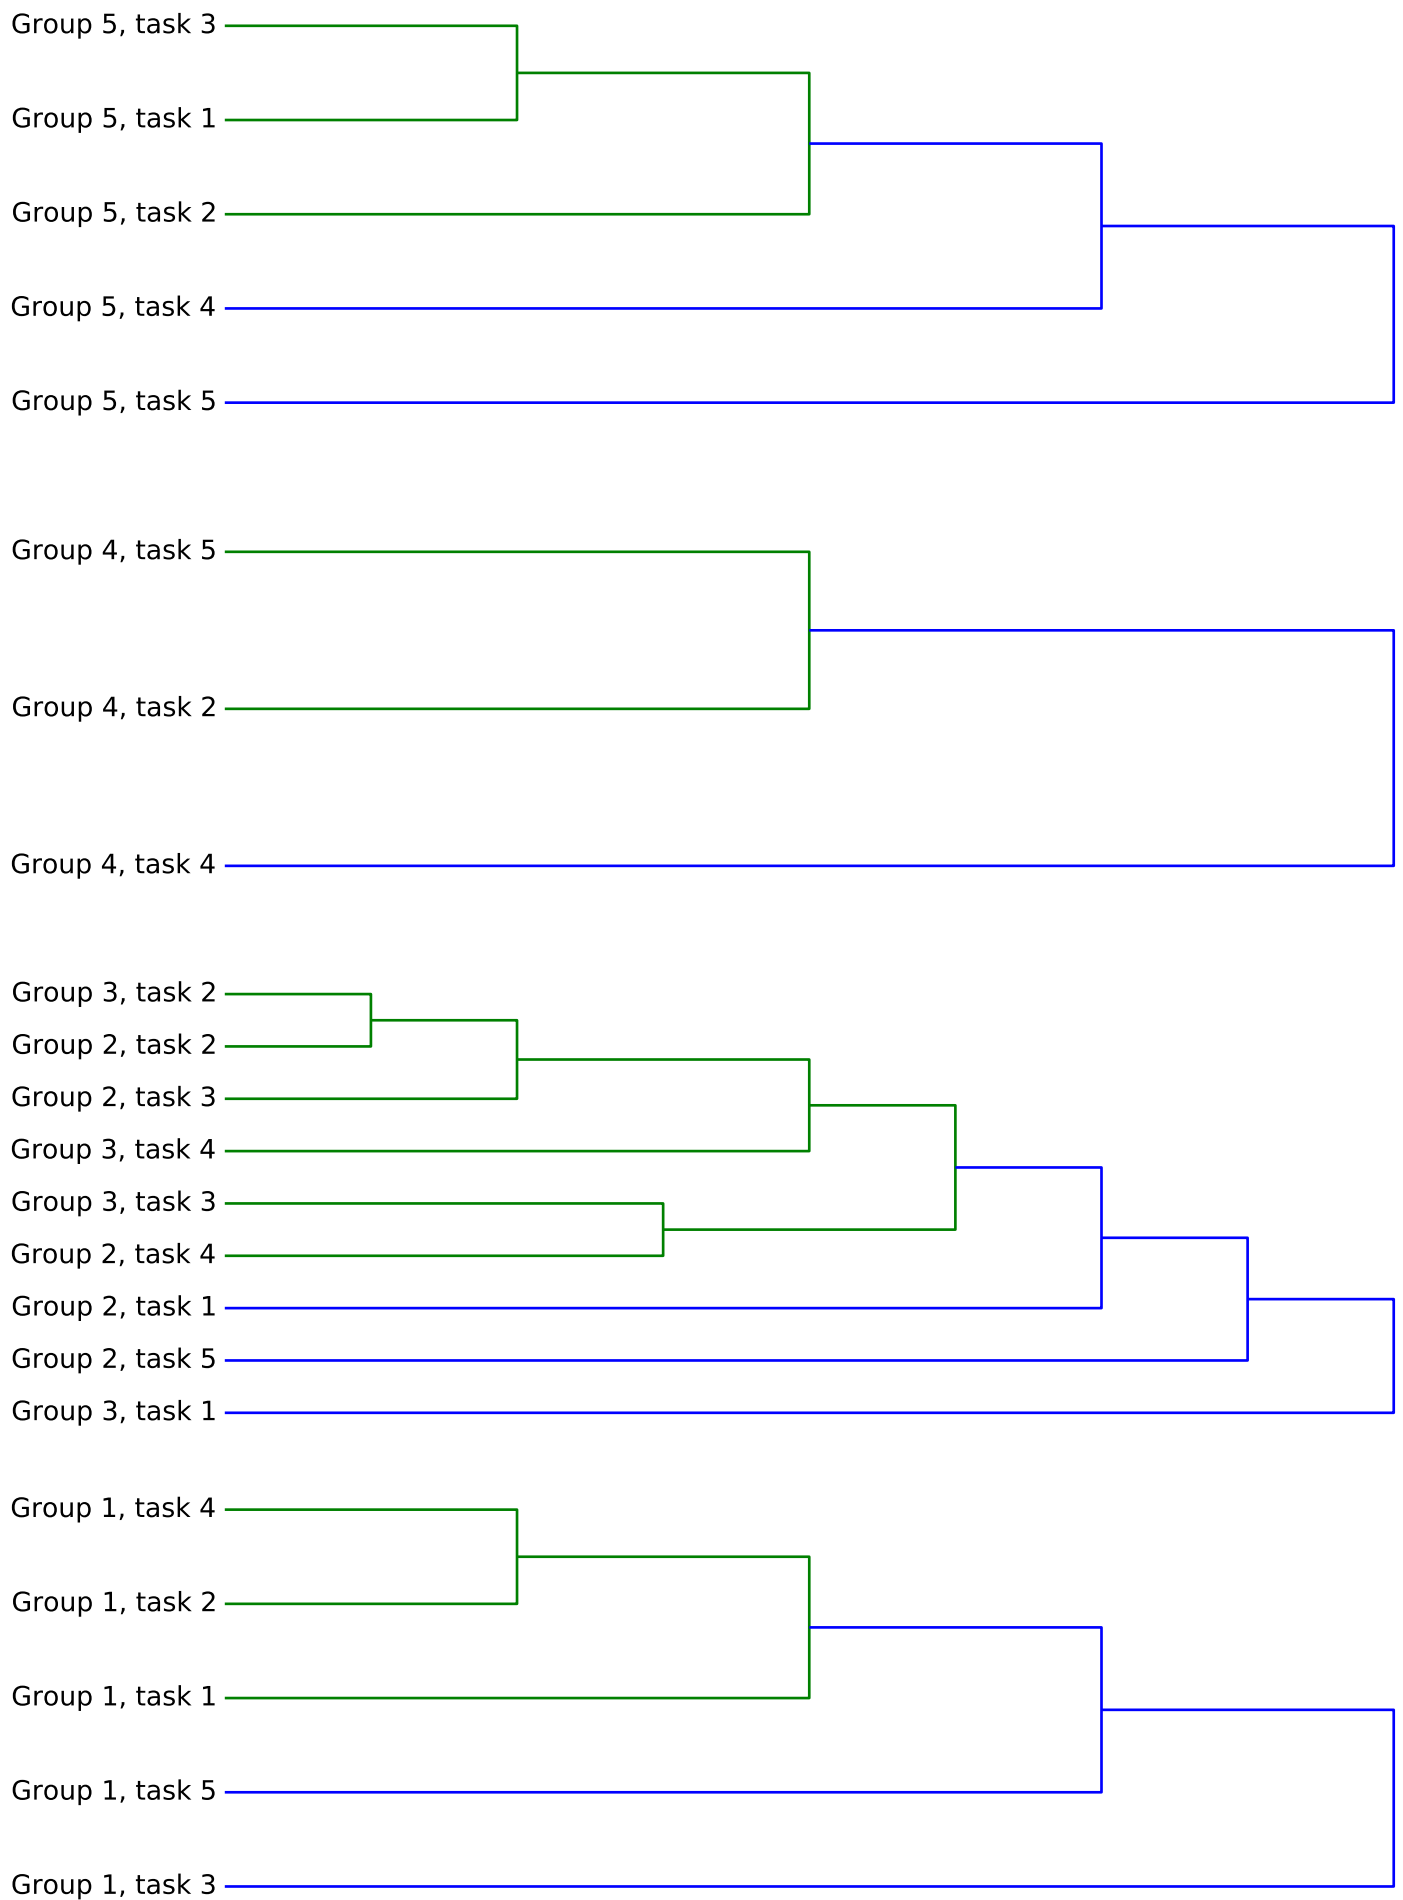 Group 5, task 3
Group 5, task 1
Group 5, task 2
Group 5, task 4
Group 5, task 5
Group 4, task 5
Group 4, task 2
Group 4, task 4
Group 3, task 2
Group 2, task 2
Group 2, task 3
Group 3, task 4
Group 3, task 3
Group 2, task 4
Group 2, task 1
Group 2, task 5
Group 3, task 1
Group 1, task 4
Group 1, task 2
Group 1, task 1
Group 1, task 5
Group 1, task 3